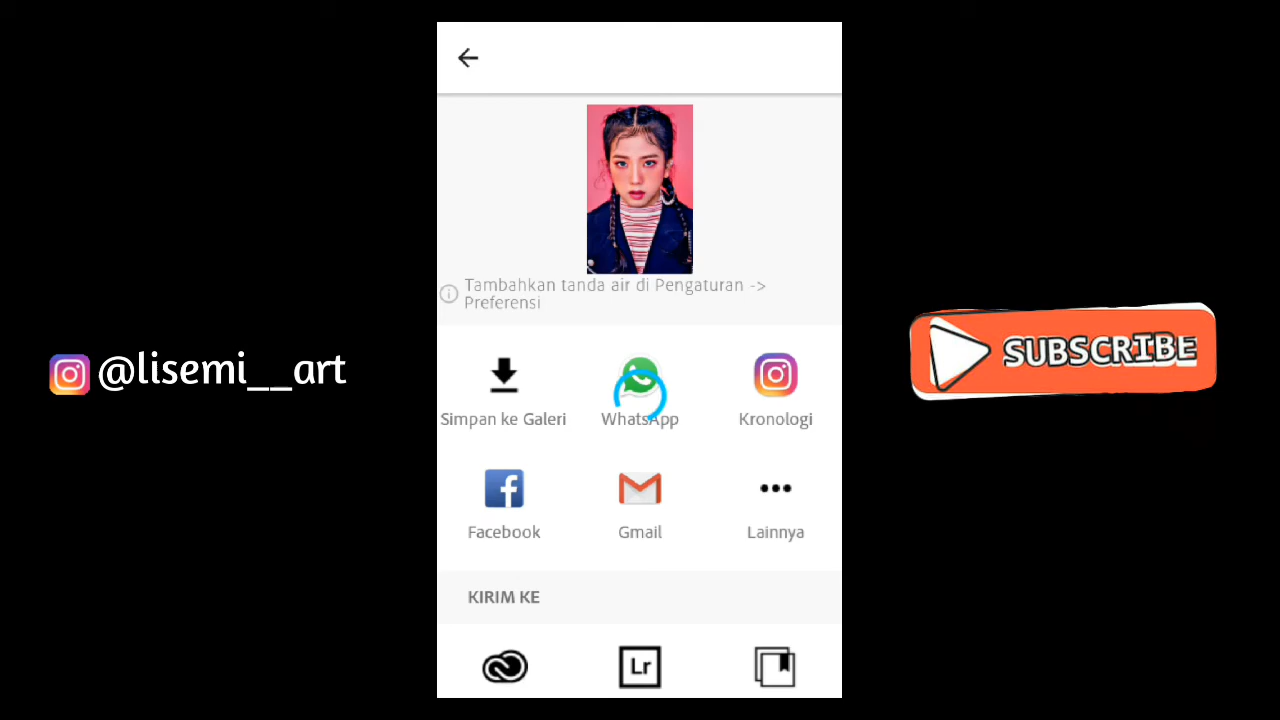 Tambahkan tanda air di Pengaturan ->
Preferensi
@lisemi__art
SUBSCRIBE
Simpan ke Galeri
WhatsApp
Kronologi
Facebook
Gmail
Lainnya
KIRIM KE
Lr